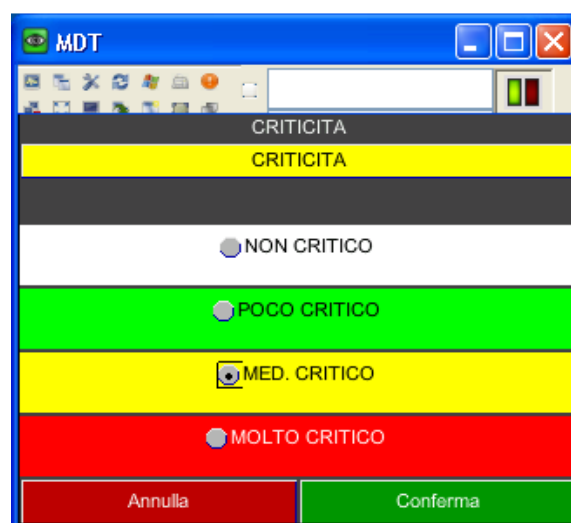 MDT
CRITICITA
CRITICITA
NON CRITICO
POCO CRITICO
MED. CRITICO
MOLTO CRITICO
Annulla
Conferma